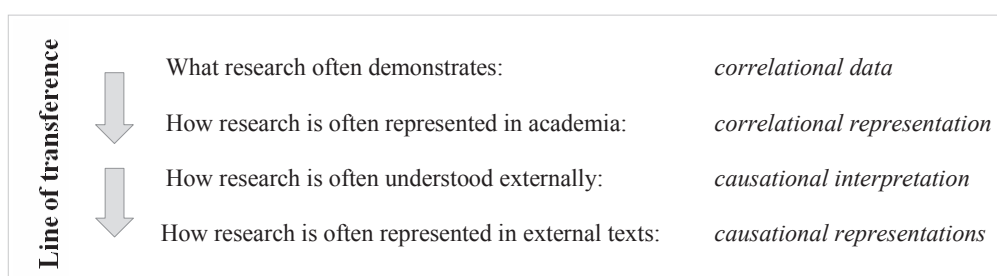 Line of transference
What research often demonstrates: correlational data
How research is often represented in academia: correlational representation
How research is often understood externally: causational interpretation
How research is often represented in external texts: causational representations